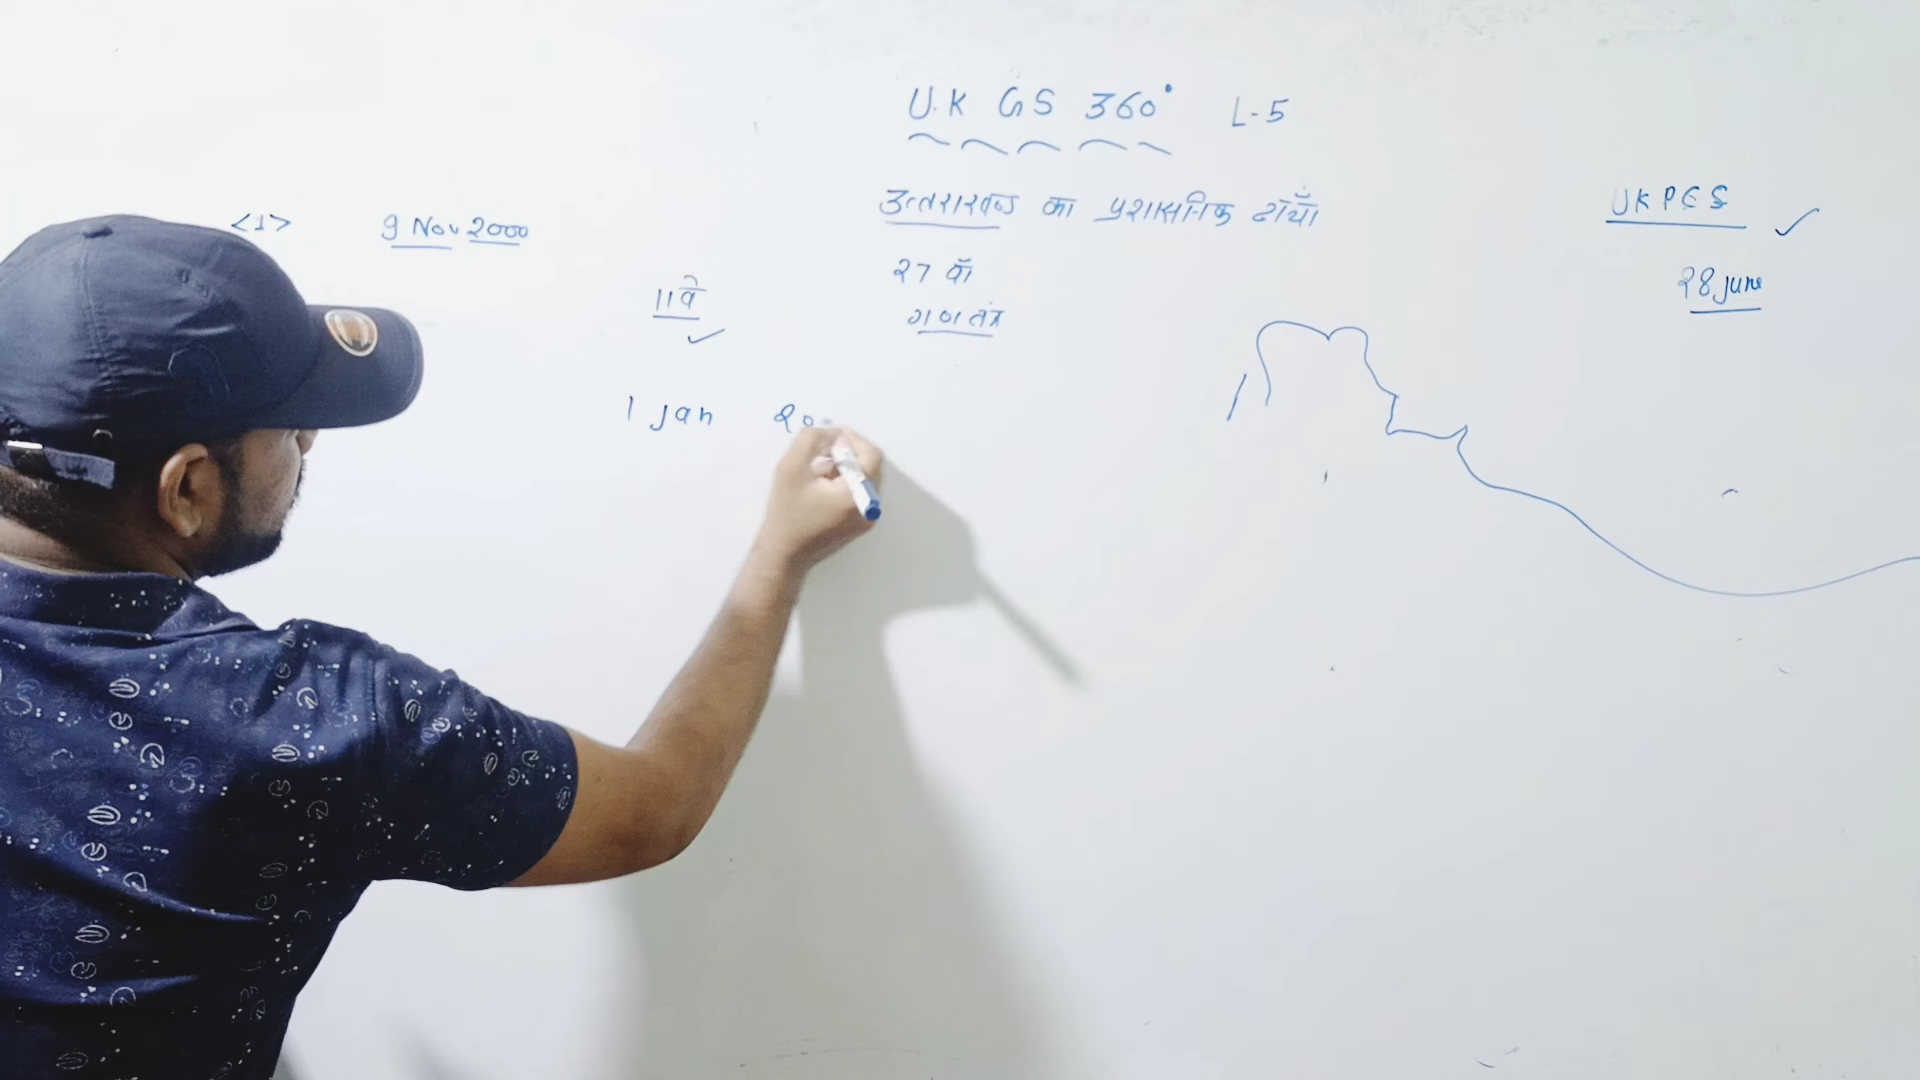 U.K GS 360° L-5
उत्तराखण्ड का प्रशासनिक ढाँचाँ
UKPCS
<1> 9 Nov 2000
27 वाँ
28 June
11वे
गणतंत्र
1 Jan 20